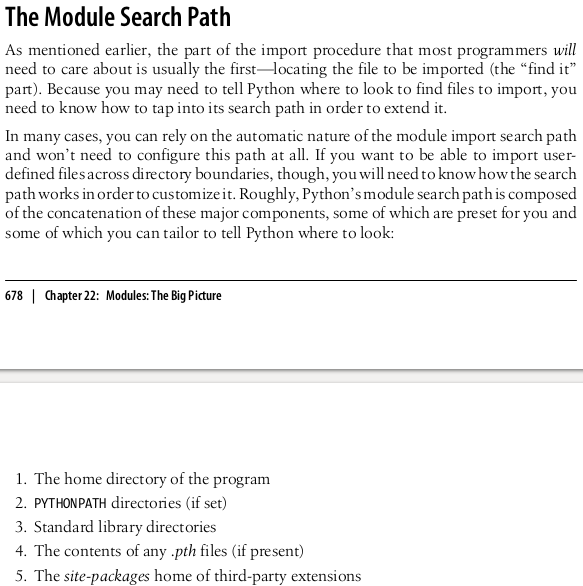 The Module Search Path
As mentioned earlier, the part of the import procedure that most programmers will
need to care about is usually the first—locating the file to be imported (the “find it”
part). Because you may need to tell Python where to look to find files to import, you
need to know how to tap into its search path in order to extend it.
In many cases, you can rely on the automatic nature of the module import search path
and won’t need to configure this path at all. If you want to be able to import user-
defined files across directory boundaries, though, you will need to know how the search
path works in order to customize it. Roughly, Python’s module search path is composed
of the concatenation of these major components, some of which are preset for you and
some of which you can tailor to tell Python where to look:
678 | Chapter 22: Modules: The Big Picture
1. The home directory of the program
2. PYTHONPATH directories (if set)
3. Standard library directories
4. The contents of any .pth files (if present)
5. The site-packages home of third-party extensions